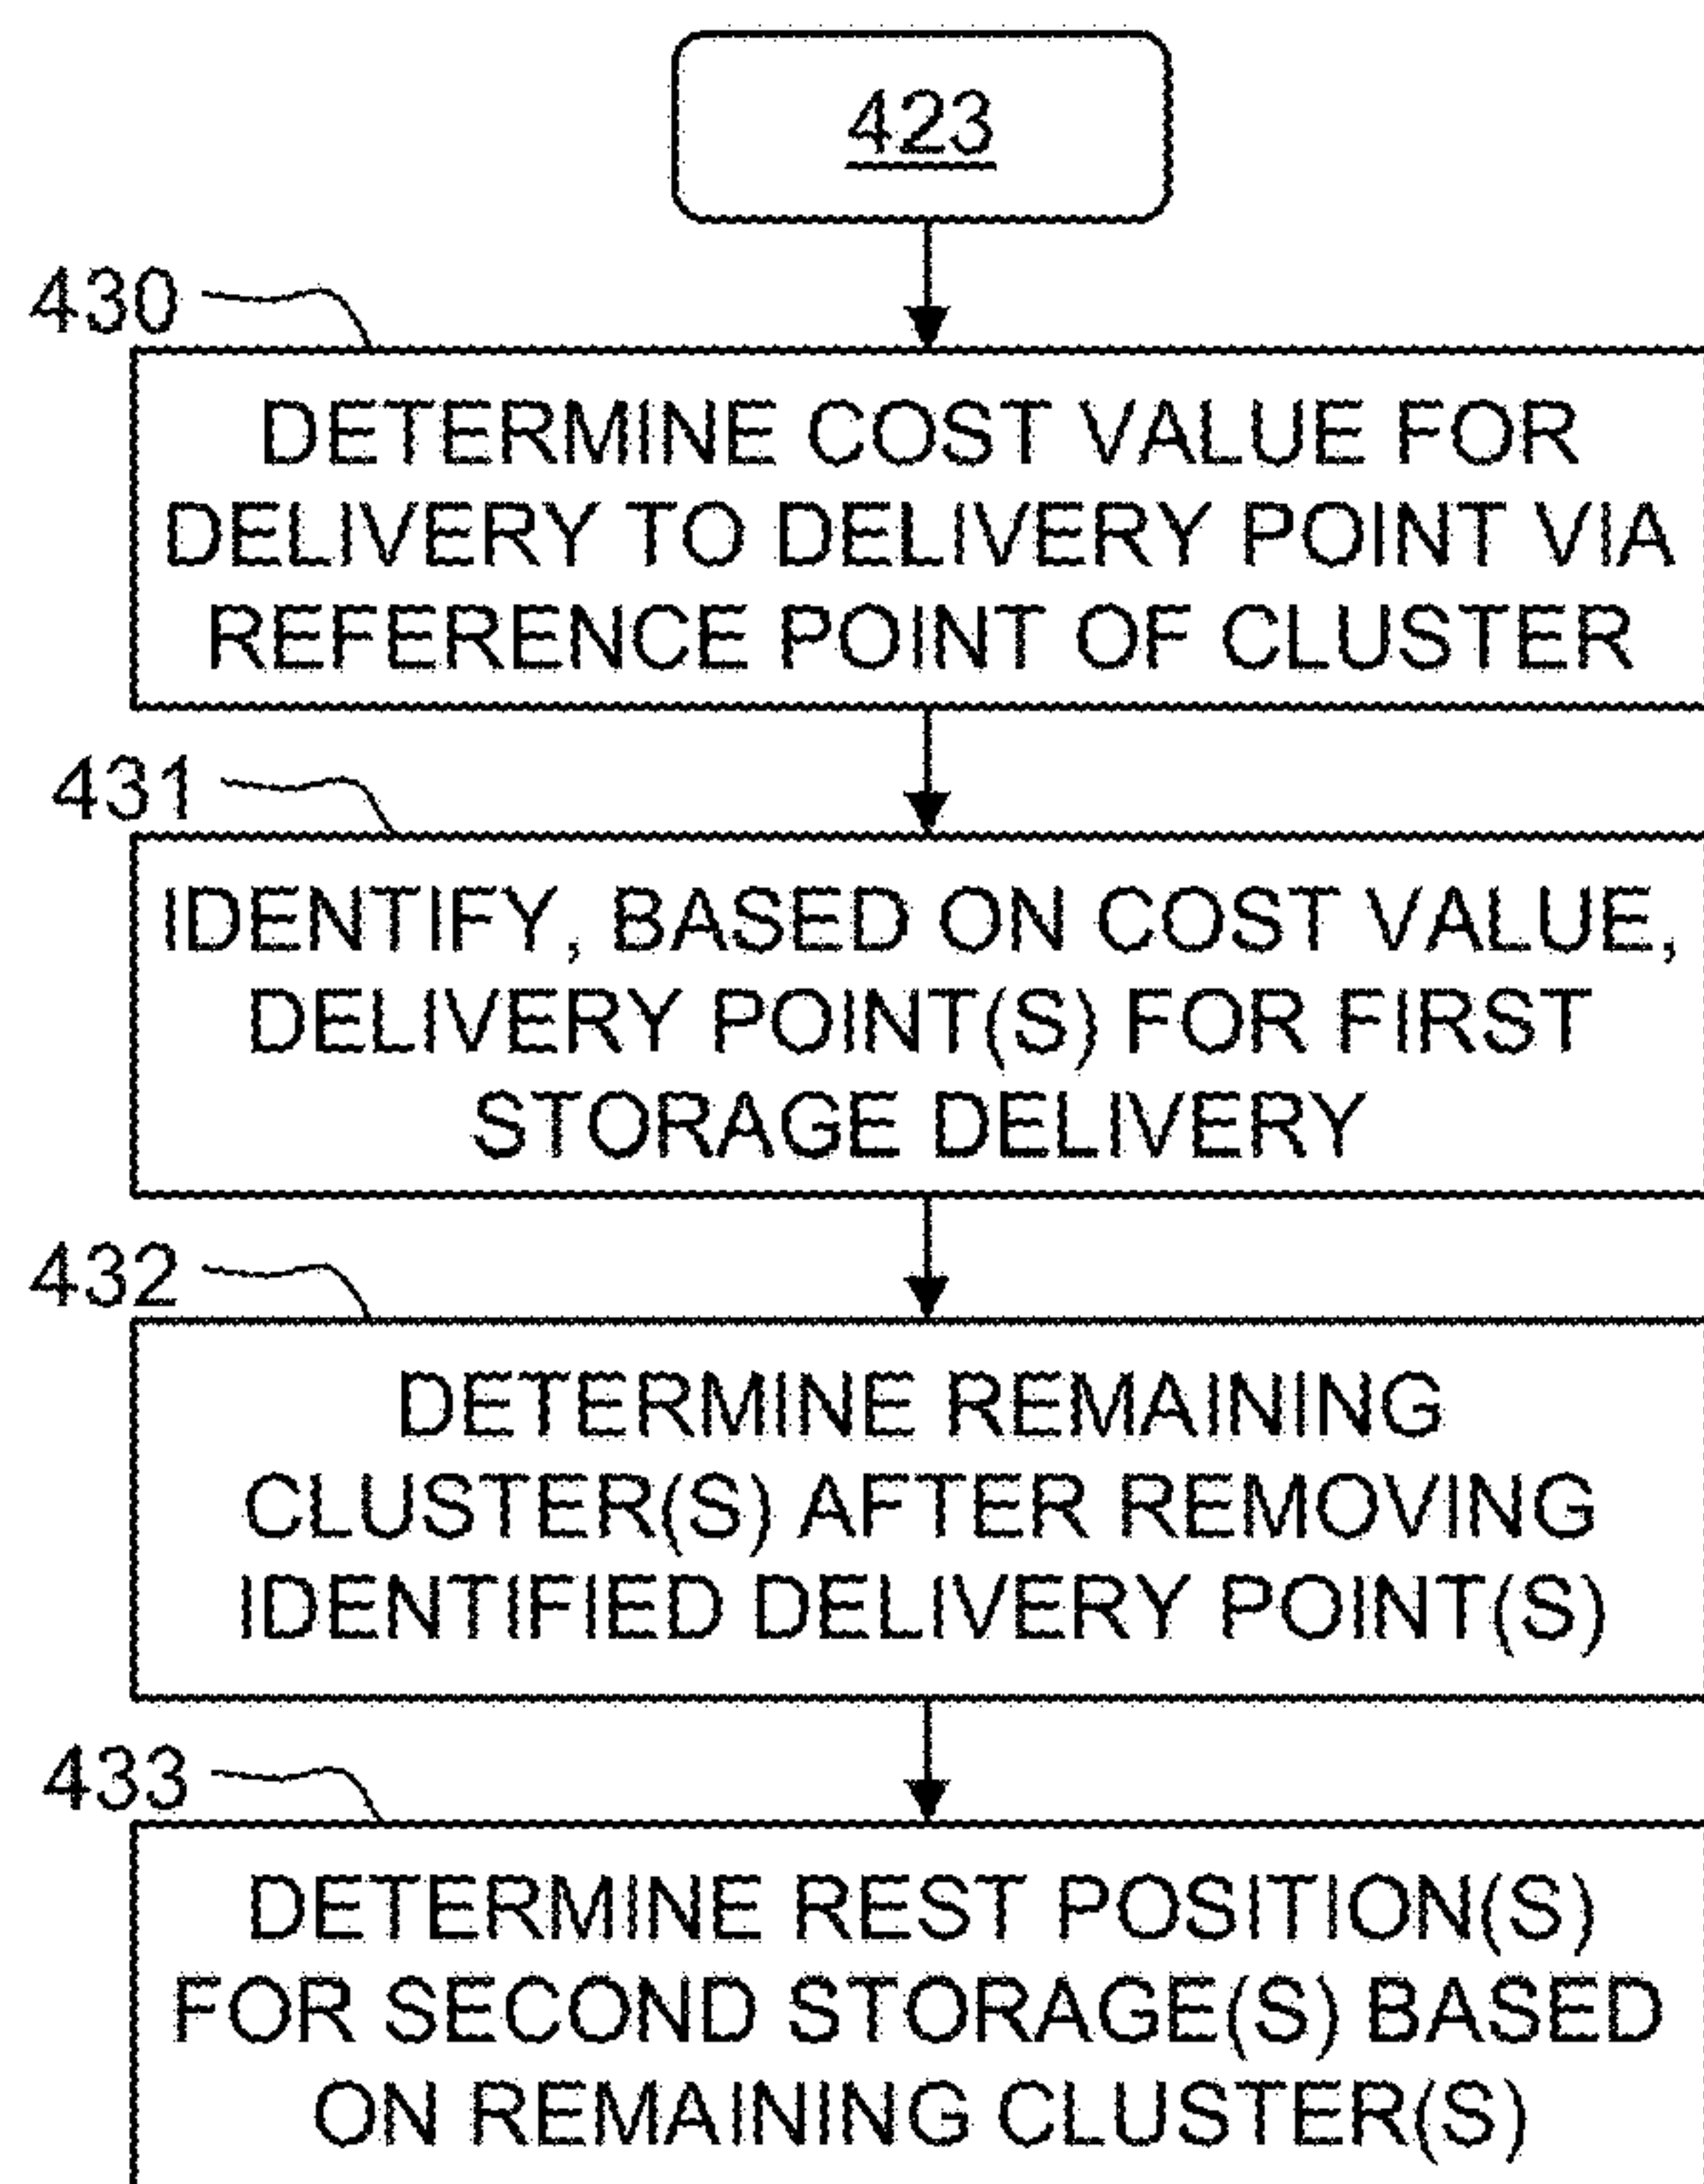 423
430
DETERMINE COST VALUE FOR
DELIVERY TO DELIVERY POINT VIA
REFERENCE POINT OF CLUSTER
431
IDENTIFY, BASED ON COST VALUE,
DELIVERY POINT(S) FOR FIRST
STORAGE DELIVERY
432
DETERMINE REMAINING
CLUSTER(S) AFTER REMOVING
IDENTIFIED DELIVERY POINT(S)
433
DETERMINE REST POSITION(S)
FOR SECOND STORAGE(S) BASED
ON REMAINING CLUSTER(S)